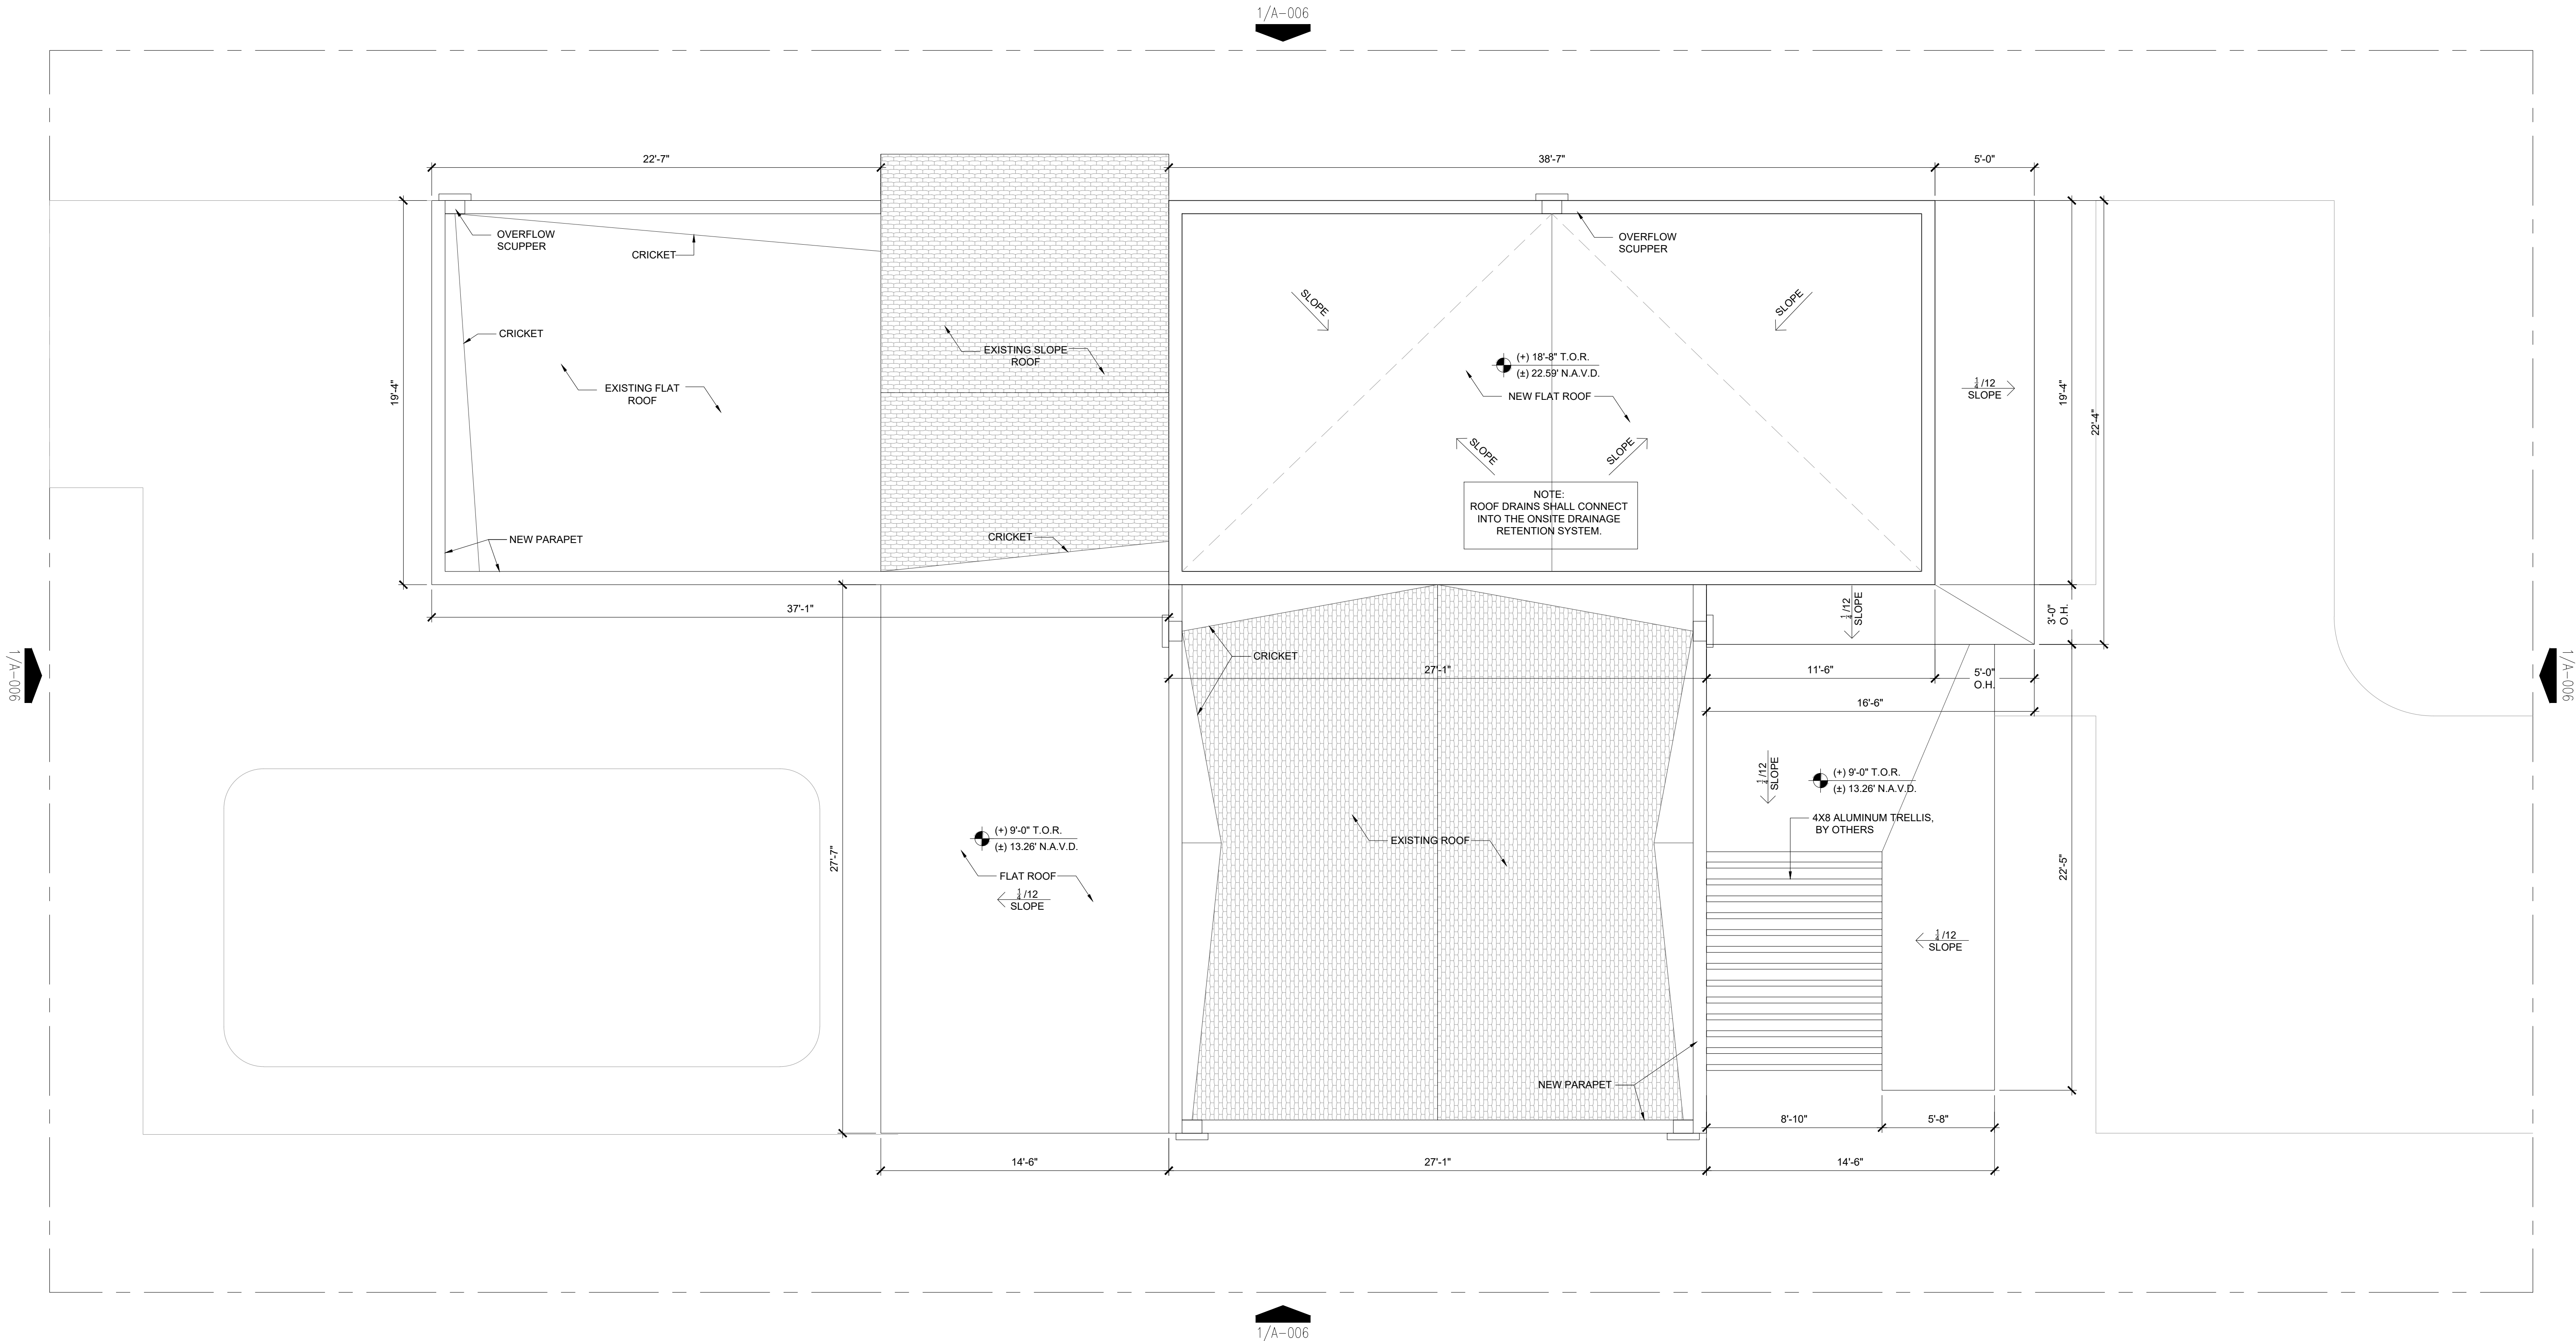 1/A-006
22'-7"
38'-7"
5'-0"
OVERFLOW
SCUPPER
CRICKET
OVERFLOW
SCUPPER
SLOPE
SLOPE
CRICKET
EXISTING SLOPE
ROOF
(+) 18'-8" T.O.R.
(±) 22.59' N.A.V.D.
EXISTING FLAT
ROOF
NEW FLAT ROOF
1/4 /12
SLOPE
19'-4"
19'-4"
22'-4"
SLOPE
SLOPE
NOTE:
ROOF DRAINS SHALL CONNECT
INTO THE ONSITE DRAINAGE
RETENTION SYSTEM.
NEW PARAPET
CRICKET
37'-1"
1/4 /12
SLOPE
3'-0"
O.H.
CRICKET
27'-1"
11'-6"
5'-0"
O.H.
16'-6"
1/A-006
1/A-006
1/4 /12
SLOPE
(+) 9'-0" T.O.R.
(±) 13.26' N.A.V.D.
4X8 ALUMINUM TRELLIS,
BY OTHERS
(+) 9'-0" T.O.R.
(±) 13.26' N.A.V.D.
EXISTING ROOF
27'-7"
FLAT ROOF
1/4 /12
SLOPE
22'-5"
1/4 /12
SLOPE
NEW PARAPET
8'-10"
5'-8"
14'-6"
27'-1"
14'-6"
1/A-006